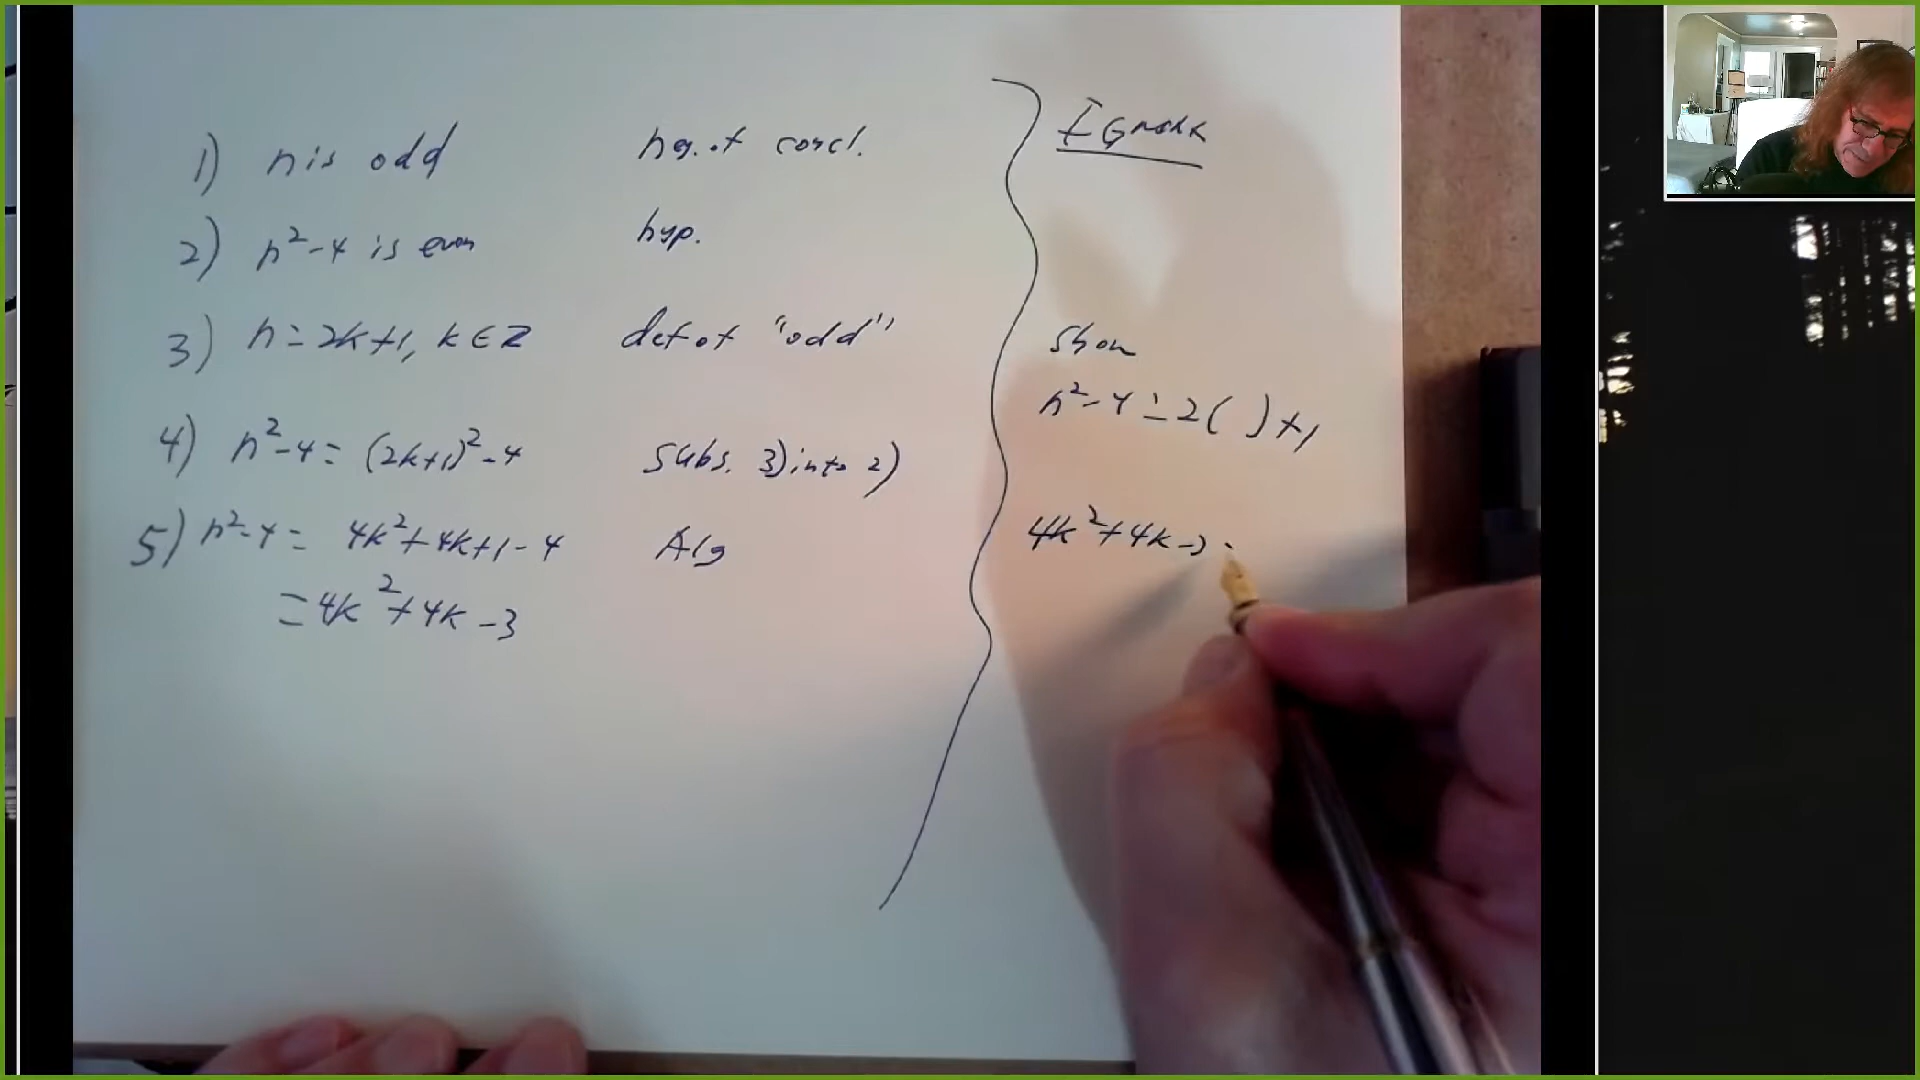 1) n is odd neg. of concl.
2) n²-4 is even hyp.
3) n = 2k+1, k ∈ Z def of "odd"
4) n²-4 = (2k+1)²-4 subs. 3) into 2)
5) n²-4 = 4k²+4k+1-4 Alg
= 4k²+4k-3
Show
n²-4 = 2( )+1
4k²+4k-3